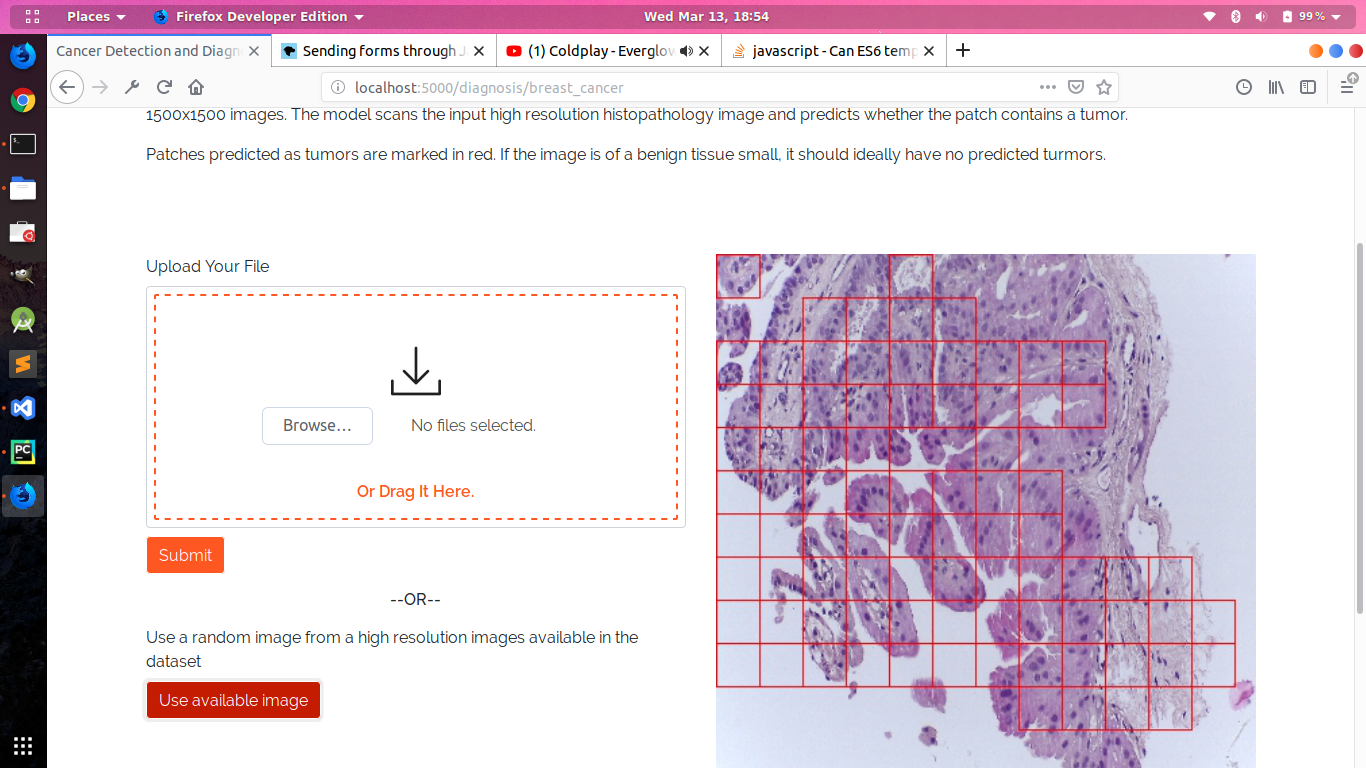 Places
Firefox Developer Edition
Wed Mar 13, 18:54
99 %
Cancer Detection and Diagn
Sending forms through J
(1) Coldplay - Everglow
javascript - Can ES6 temp
localhost:5000/diagnosis/breast_cancer
1500x1500 images. The model scans the input high resolution histopathology image and predicts whether the patch contains a tumor.
Patches predicted as tumors are marked in red. If the image is of a benign tissue small, it should ideally have no predicted turmors.
Upload Your File
Browse...
No files selected.
Or Drag It Here.
Submit
--OR--
Use a random image from a high resolution images available in the
dataset
Use available image
PC